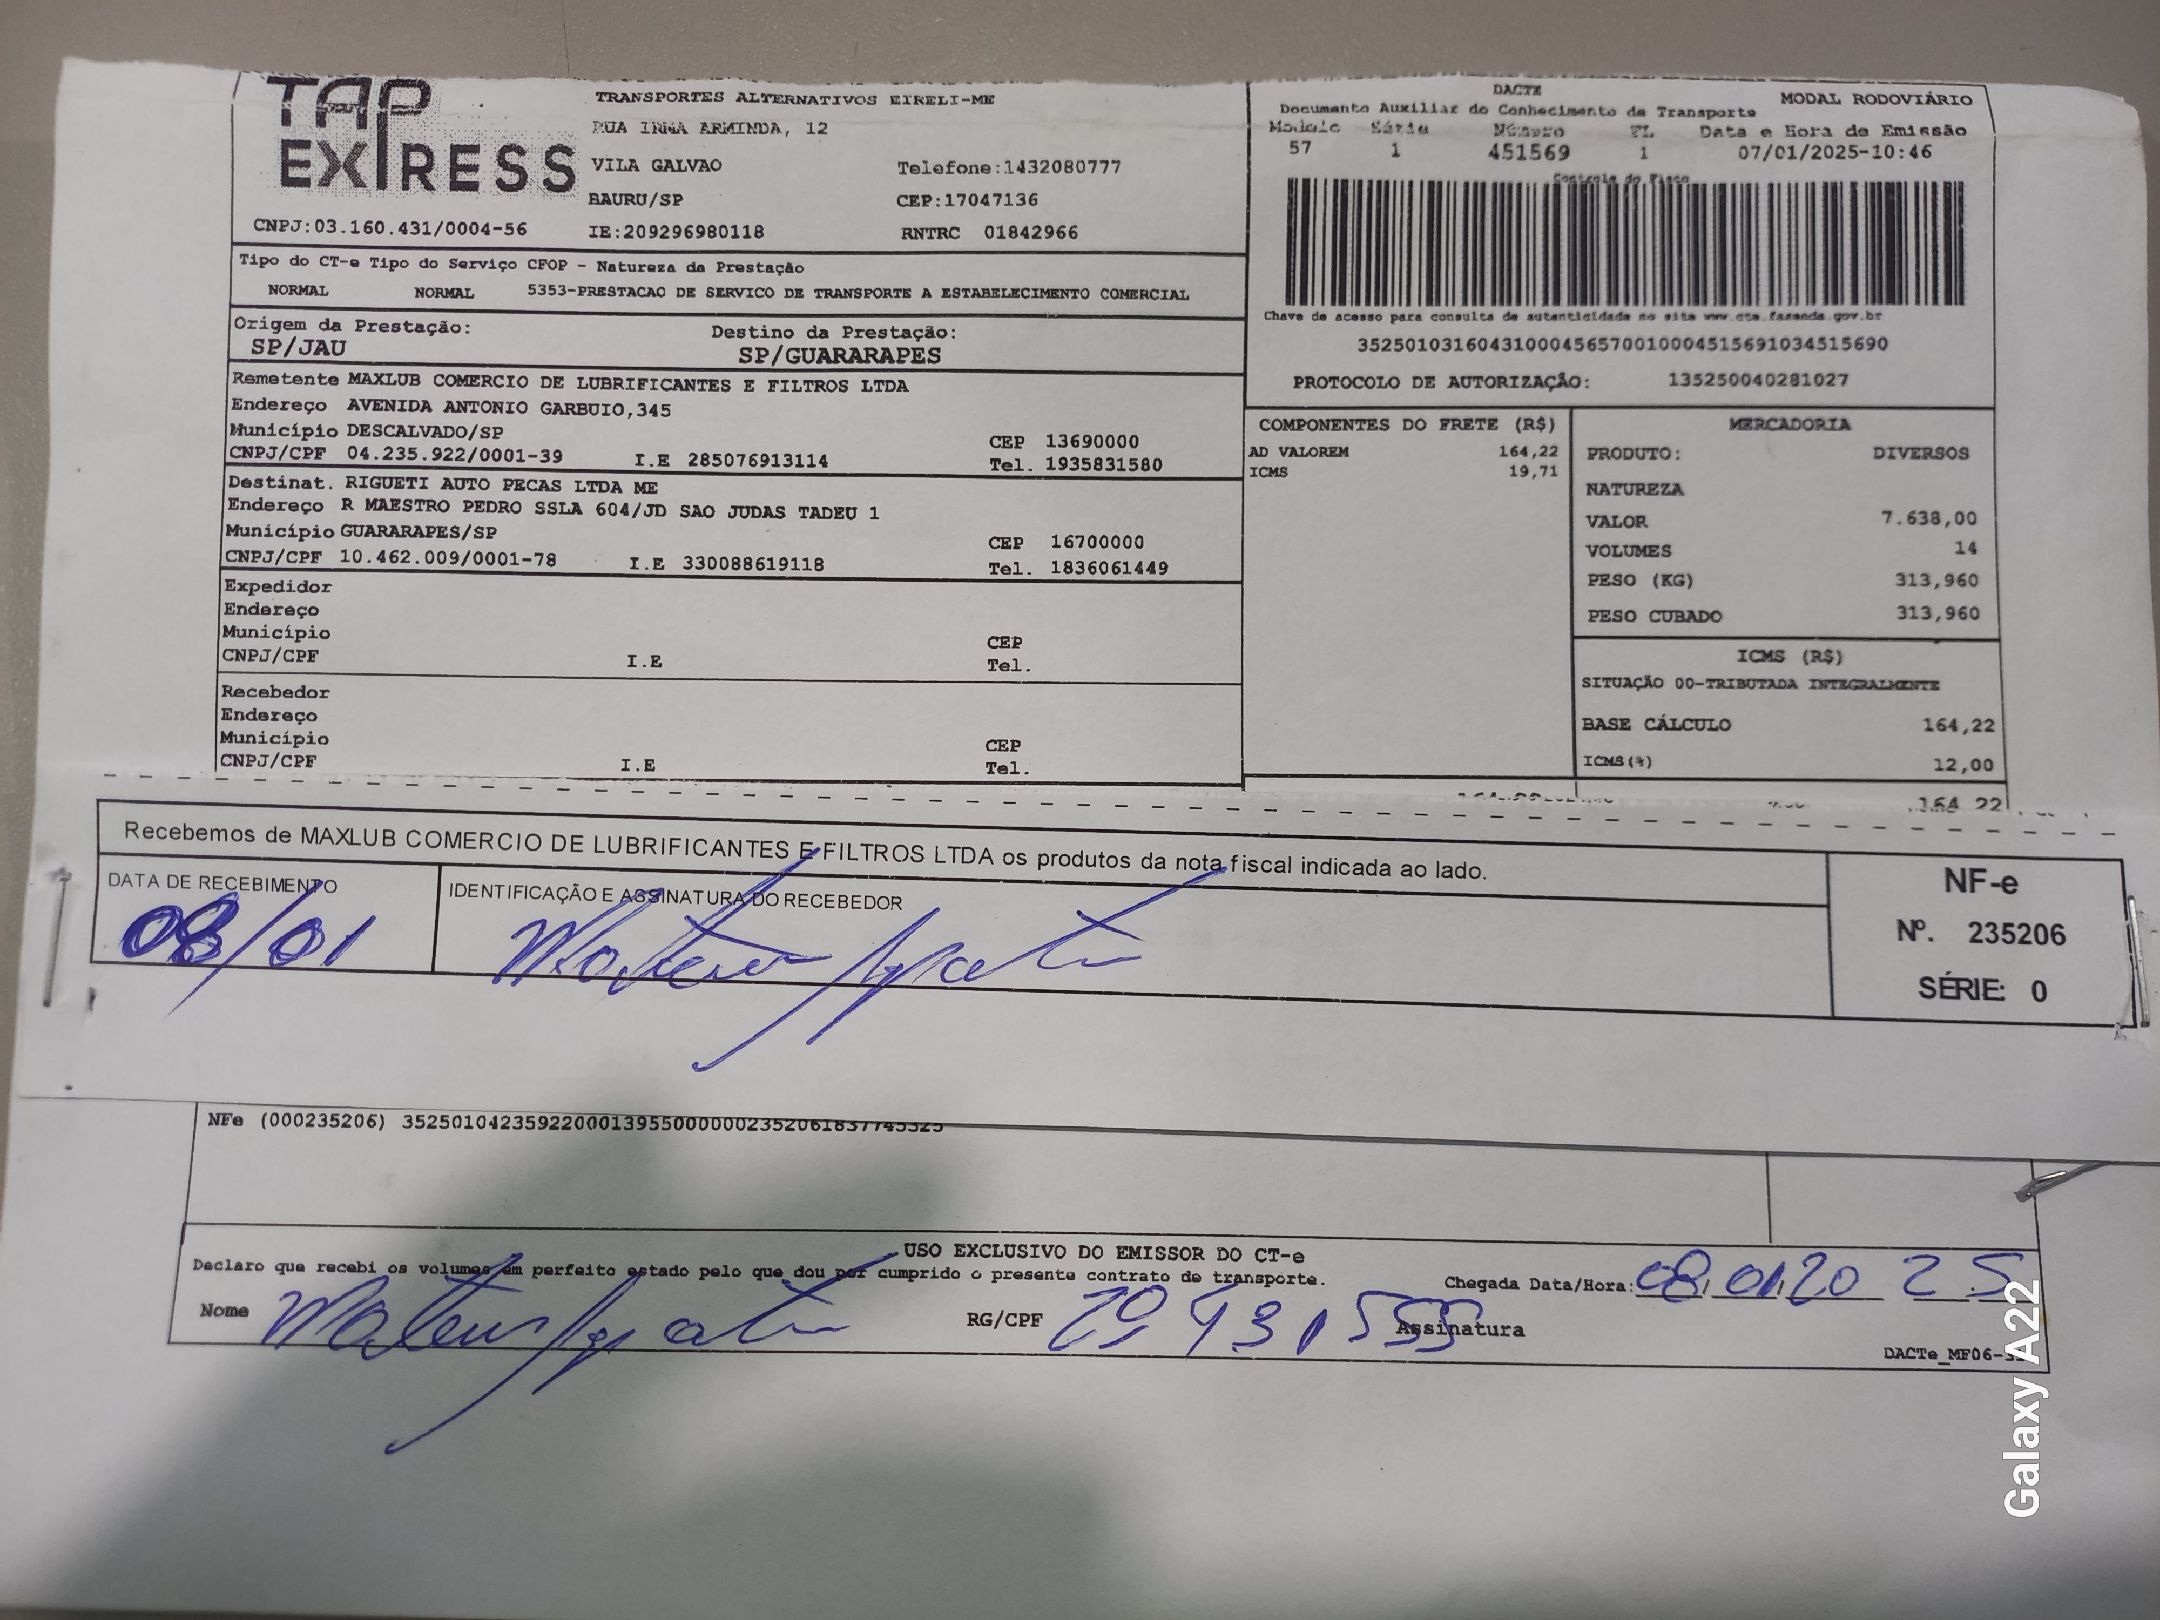 TAP EXPRESS
TRANSPORTES ALTERNATIVOS EIRELI-ME
RUA IRMA ARMINDA, 12
VILA GALVAO Telefone:1432080777
BAURU/SP CEP:17047136
CNPJ:03.160.431/0004-56 IE:209296980118 RNTRC 01842966
DACTE
Documento Auxiliar do Conhecimento de Transporte MODAL RODOVIÁRIO
Modelo Série Número FL Data e Hora de Emissão
57 1 451569 1 07/01/2025-10:46
Controle do Fisco
Chave de acesso para consulta de autenticidade no site www.cte.fazenda.gov.br
35250103160431000456570010004515691034515690
PROTOCOLO DE AUTORIZAÇÃO: 135250040281027
Tipo do CT-e Tipo do Serviço CFOP - Natureza da Prestação
NORMAL NORMAL 5353-PRESTACAO DE SERVICO DE TRANSPORTE A ESTABELECIMENTO COMERCIAL
Origem da Prestação: Destino da Prestação:
SP/JAU SP/GUARARAPES
Remetente MAXLUB COMERCIO DE LUBRIFICANTES E FILTROS LTDA
Endereço AVENIDA ANTONIO GARBUIO,345
Município DESCALVADO/SP CEP 13690000
CNPJ/CPF 04.235.922/0001-39 I.E 285076913114 Tel. 1935831580
Destinat. RIGUETI AUTO PECAS LTDA ME
Endereço R MAESTRO PEDRO SSLA 604/JD SAO JUDAS TADEU 1
Município GUARARAPES/SP CEP 16700000
CNPJ/CPF 10.462.009/0001-78 I.E 330088619118 Tel. 1836061449
Expedidor
Endereço
Município CEP
CNPJ/CPF I.E Tel.
Recebedor
Endereço
Município CEP
CNPJ/CPF I.E Tel.
COMPONENTES DO FRETE (R$)
AD VALOREM 164,22
ICMS 19,71
MERCADORIA
PRODUTO: DIVERSOS
NATUREZA
VALOR 7.638,00
VOLUMES 14
PESO (KG) 313,960
PESO CUBADO 313,960
ICMS (R$)
SITUAÇÃO 00-TRIBUTADA INTEGRALMENTE
BASE CÁLCULO 164,22
ICMS(%) 12,00
164,22
Recebemos de MAXLUB COMERCIO DE LUBRIFICANTES E FILTROS LTDA os produtos da nota fiscal indicada ao lado.
DATA DE RECEBIMENTO IDENTIFICAÇÃO E ASSINATURA DO RECEBEDOR
08/01 Mateus
NF-e
Nº. 235206
SÉRIE: 0
NFe (000235206) 35250104235922000139550000002352061837745525
USO EXCLUSIVO DO EMISSOR DO CT-e
Declaro que recebi os volumes em perfeito estado pelo que dou por cumprido o presente contrato de transporte.
Chegada Data/Hora: 08.01.20 25
Nome Mateus RG/CPF Assinatura
DACTe_MF06-
Galaxy A22